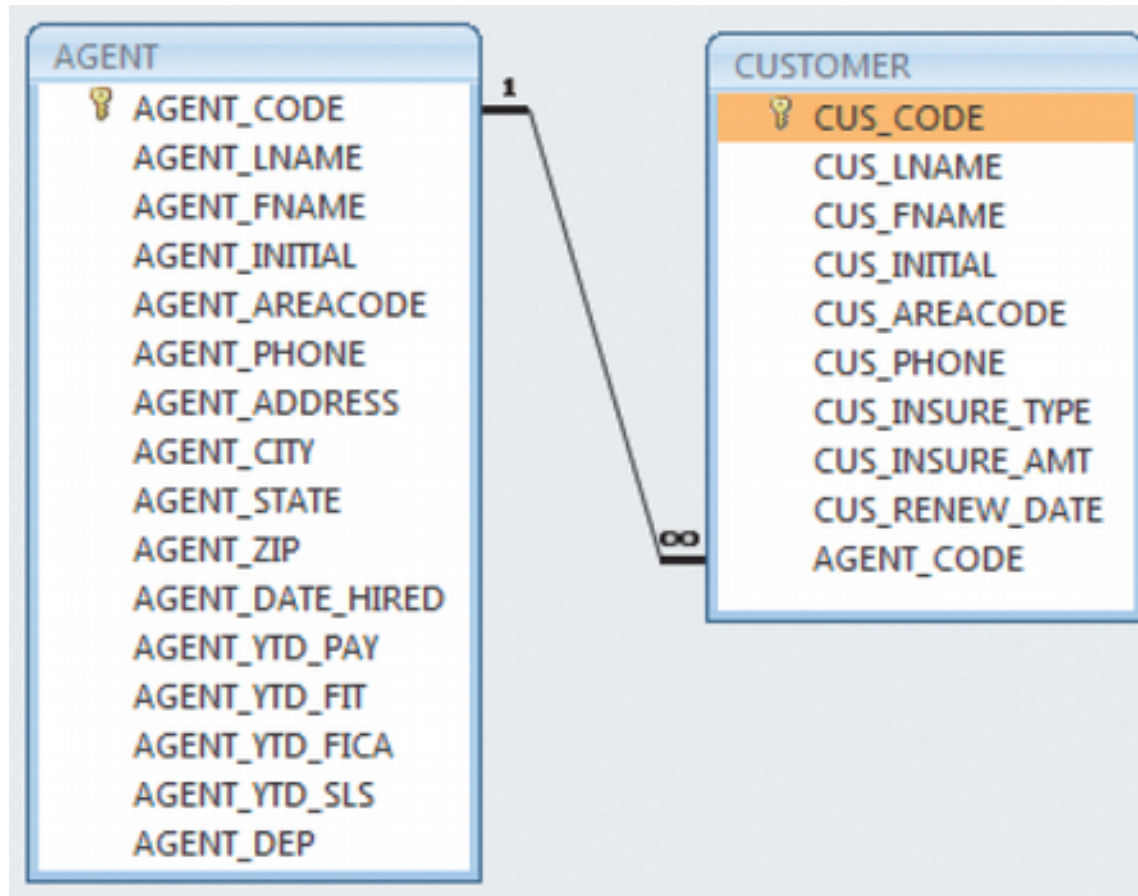 AGENT
AGENT_CODE
AGENT_LNAME
AGENT_FNAME
AGENT_INITIAL
AGENT_AREACODE
AGENT_PHONE
AGENT_ADDRESS
AGENT_CITY
AGENT_STATE
AGENT_ZIP
AGENT_DATE_HIRED
AGENT_YTD_PAY
AGENT_YTD_FIT
AGENT_YTD_FICA
AGENT_YTD_SLS
AGENT_DEP
1
∞
CUSTOMER
CUS_CODE
CUS_LNAME
CUS_FNAME
CUS_INITIAL
CUS_AREACODE
CUS_PHONE
CUS_INSURE_TYPE
CUS_INSURE_AMT
CUS_RENEW_DATE
AGENT_CODE